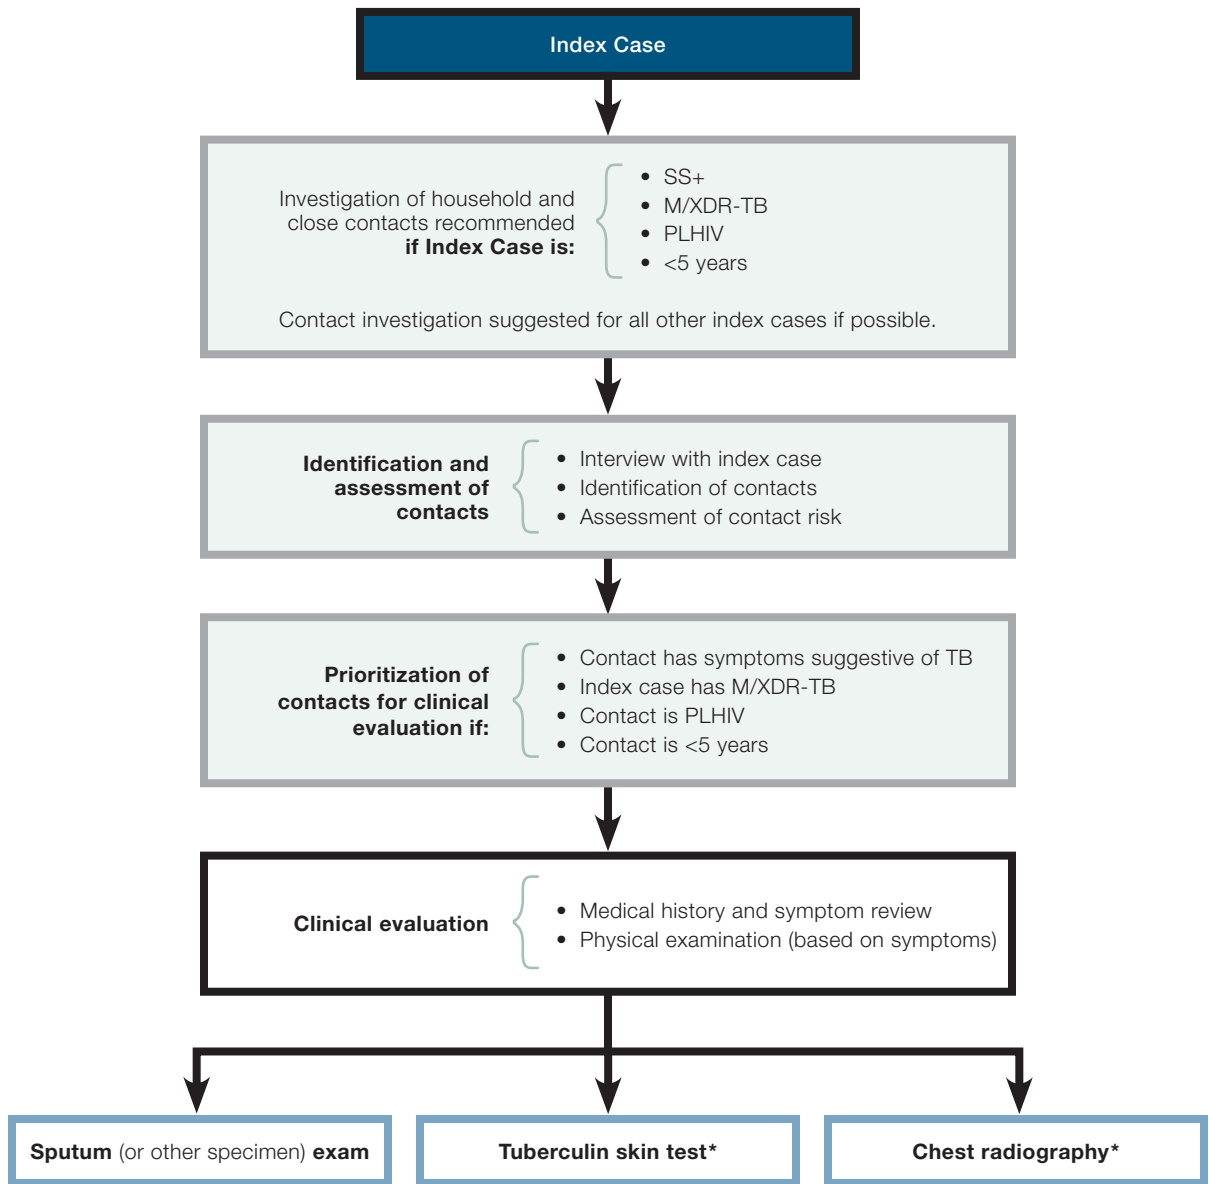 Index Case
Investigation of household and
close contacts recommended
if Index Case is:
• SS+
• M/XDR-TB
• PLHIV
• <5 years
Contact investigation suggested for all other index cases if possible.
Identification and
assessment of
contacts
• Interview with index case
• Identification of contacts
• Assessment of contact risk
Prioritization of
contacts for clinical
evaluation if:
• Contact has symptoms suggestive of TB
• Index case has M/XDR-TB
• Contact is PLHIV
• Contact is <5 years
Clinical evaluation
• Medical history and symptom review
• Physical examination (based on symptoms)
Sputum (or other specimen) exam
Tuberculin skin test*
Chest radiography*